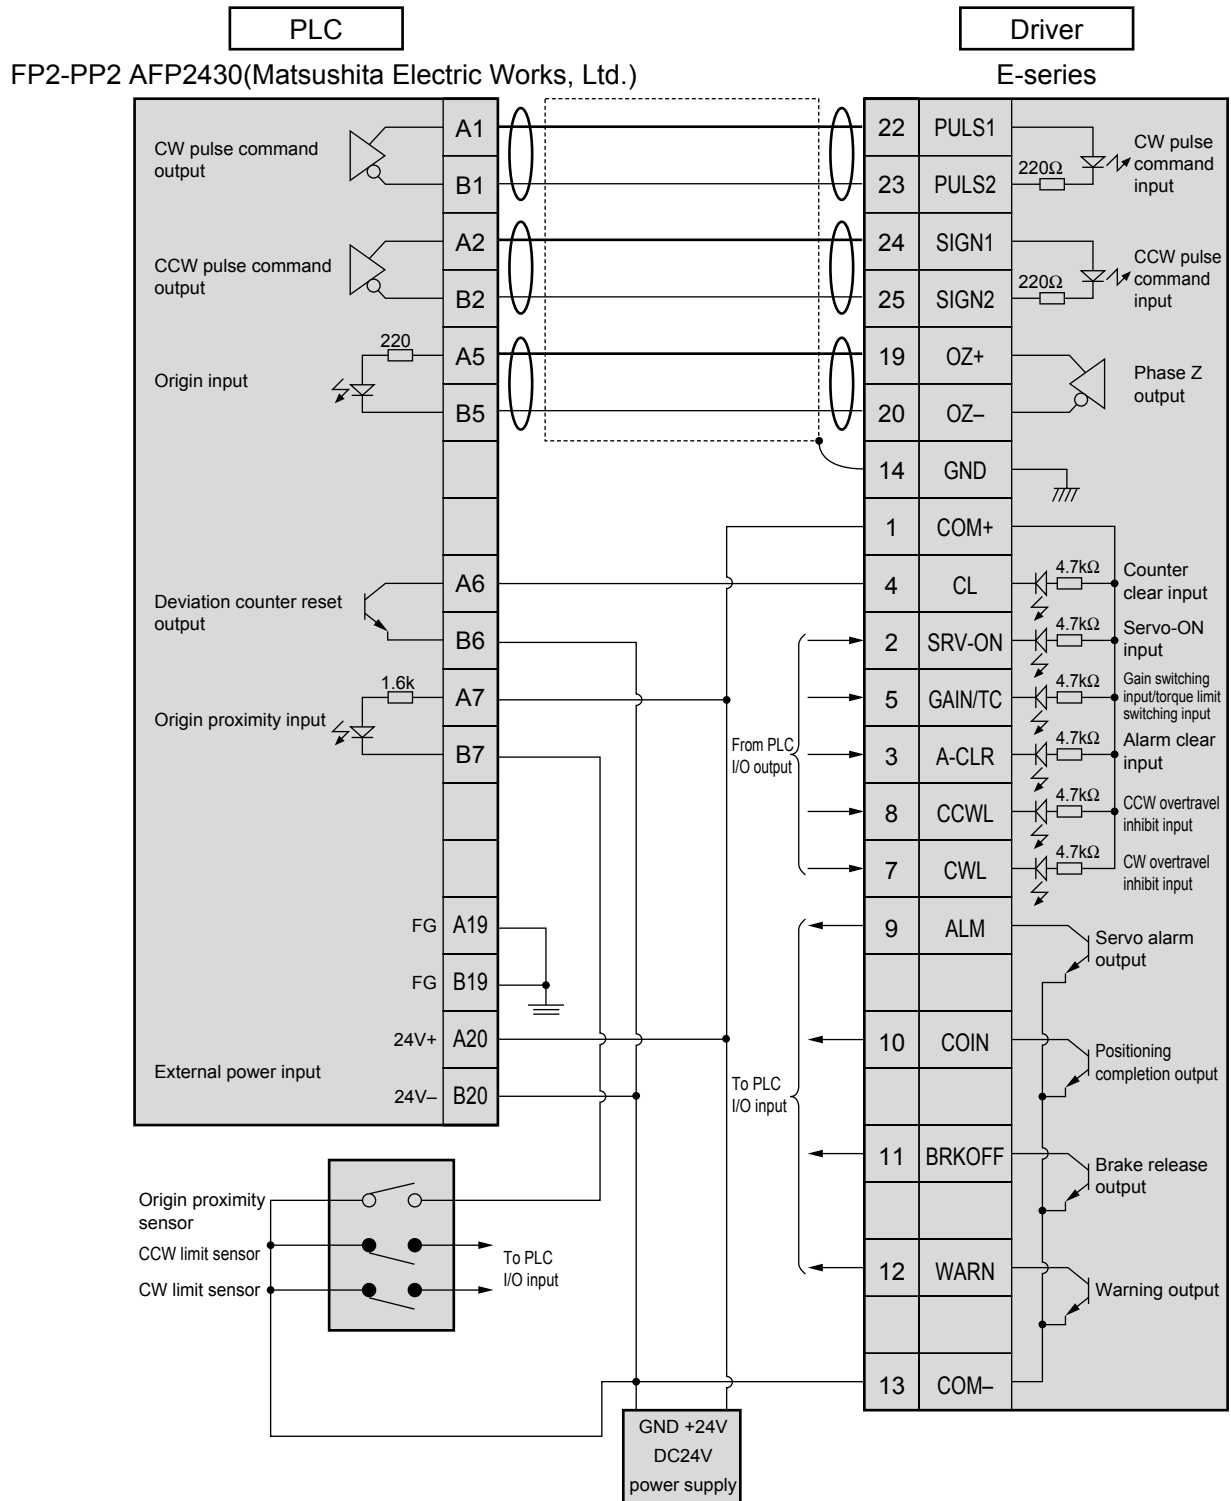 PLC
Driver
FP2-PP2 AFP2430(Matsushita Electric Works, Ltd.)
E-series
CW pulse command
output
A1
B1
CCW pulse command
output
A2
B2
Origin input
220
A5
B5
Deviation counter reset
output
A6
B6
Origin proximity input
1.6k
A7
B7
FG
A19
FG
B19
24V+
A20
External power input
24V–
B20
Origin proximity
sensor
CCW limit sensor
CW limit sensor
To PLC
I/O input
22
PULS1
23
PULS2
220Ω
CW pulse
command
input
24
SIGN1
25
SIGN2
220Ω
CCW pulse
command
input
19
OZ+
20
OZ–
Phase Z
output
14
GND
1
COM+
4
CL
4.7kΩ
Counter
clear input
2
SRV-ON
4.7kΩ
Servo-ON
input
5
GAIN/TC
4.7kΩ
Gain switching
input/torque limit
switching input
From PLC
I/O output
3
A-CLR
4.7kΩ
Alarm clear
input
8
CCWL
4.7kΩ
CCW overtravel
inhibit input
7
CWL
4.7kΩ
CW overtravel
inhibit input
9
ALM
Servo alarm
output
10
COIN
Positioning
completion output
To PLC
I/O input
11
BRKOFF
Brake release
output
12
WARN
Warning output
13
COM–
GND +24V
DC24V
power supply